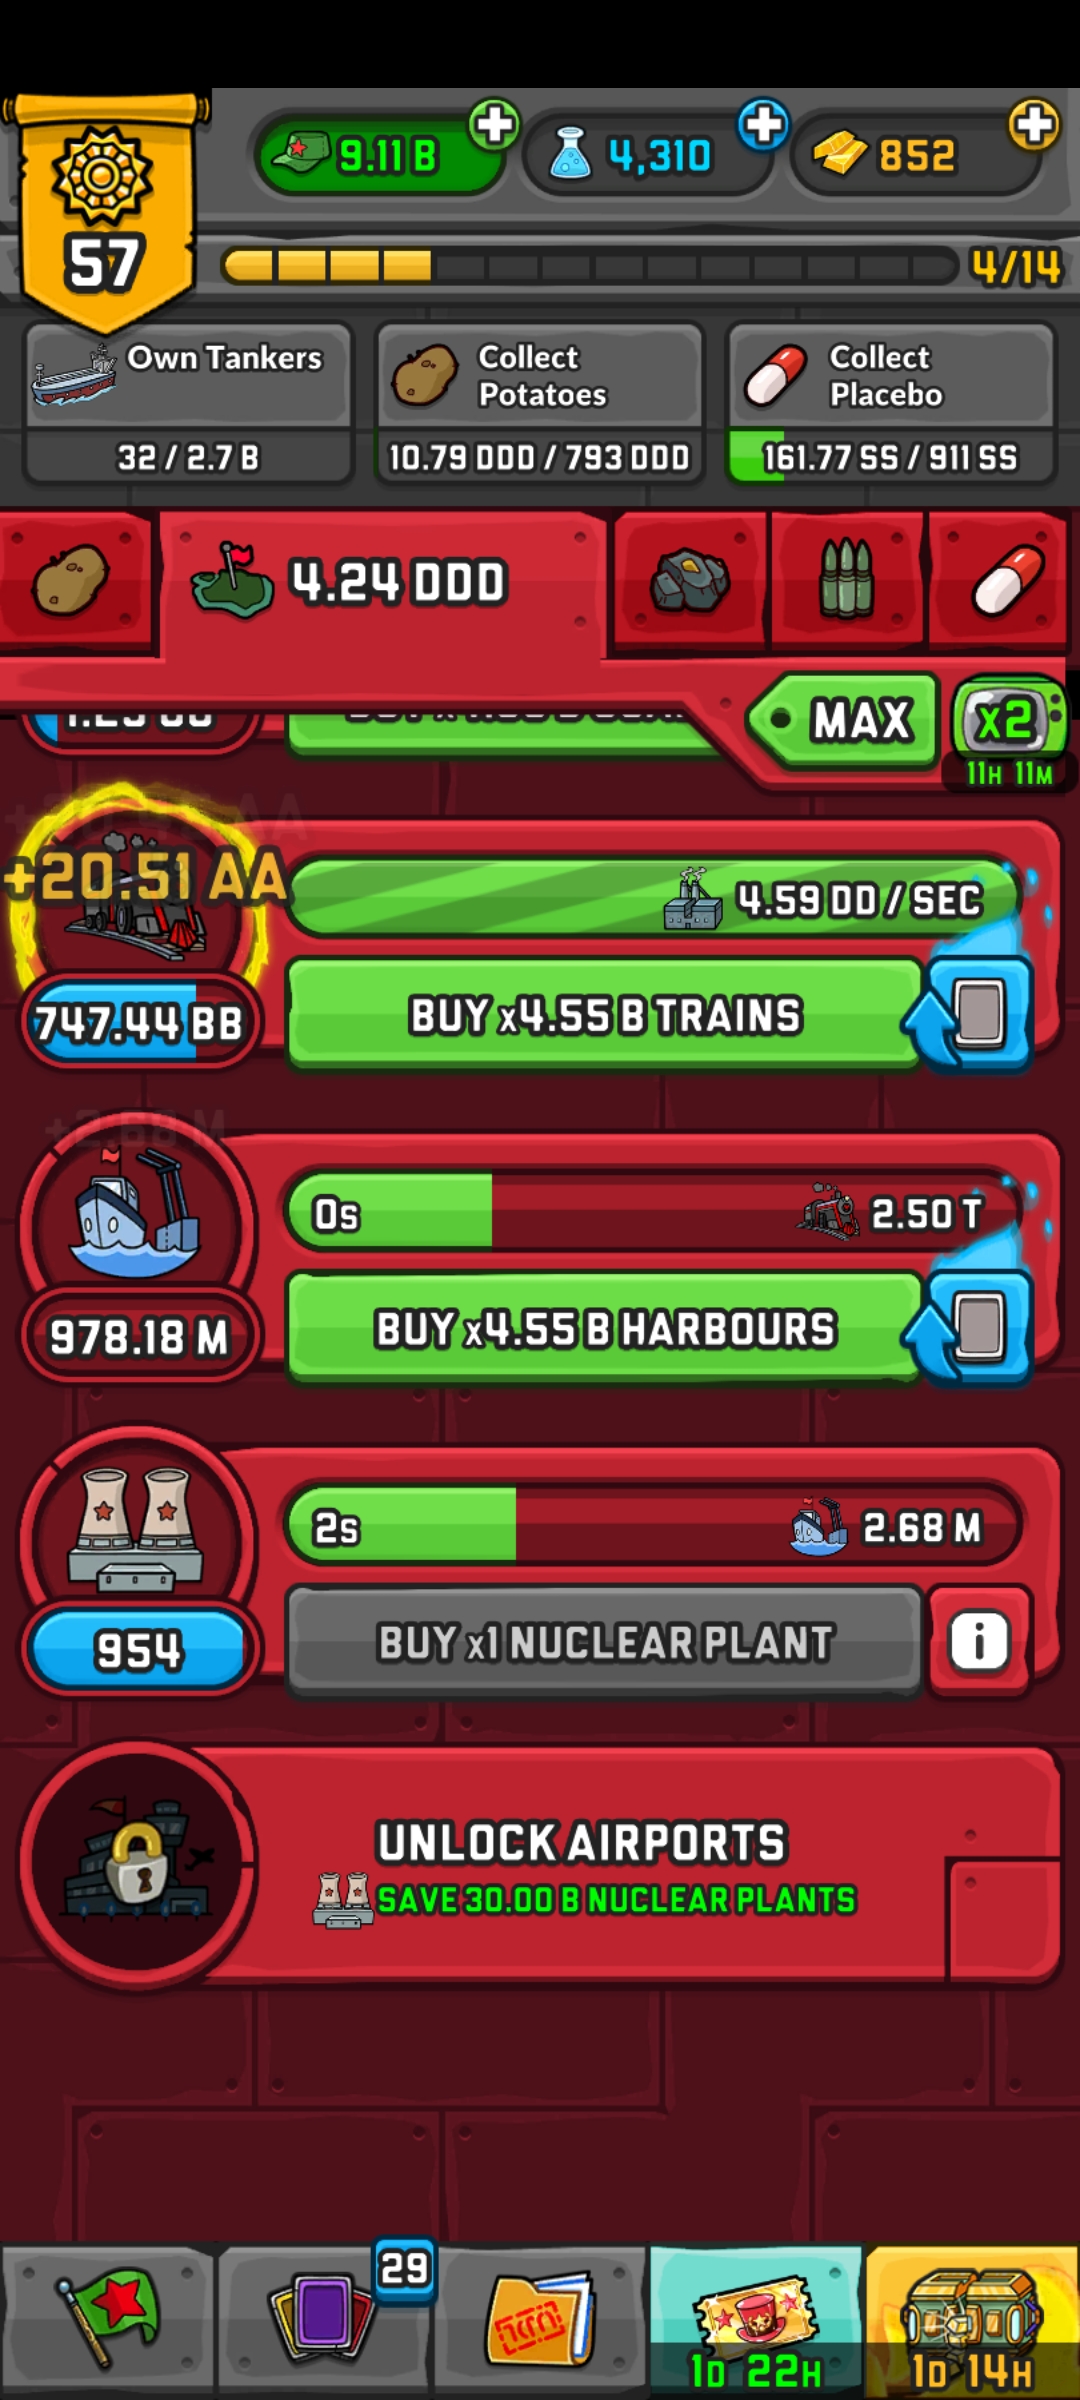 9.11 B
4,310
852
57
4/14
Own Tankers
Collect
Potatoes
Collect
Placebo
32 / 2.7 B
10.79 DDD / 793 DDD
161.77 SS / 911 SS
4.24 DDD
MAX
x2
11H 11M
+20.51 AA
4.59 DD / SEC
747.44 BB
BUY x4.55 B TRAINS
+2.68 M
0s
2.50 T
978.18 M
BUY x4.55 B HARBOURS
2s
2.68 M
954
BUY x1 NUCLEAR PLANT
i
UNLOCK AIRPORTS
SAVE 30.00 B NUCLEAR PLANTS
29
1D 22H
1D 14H